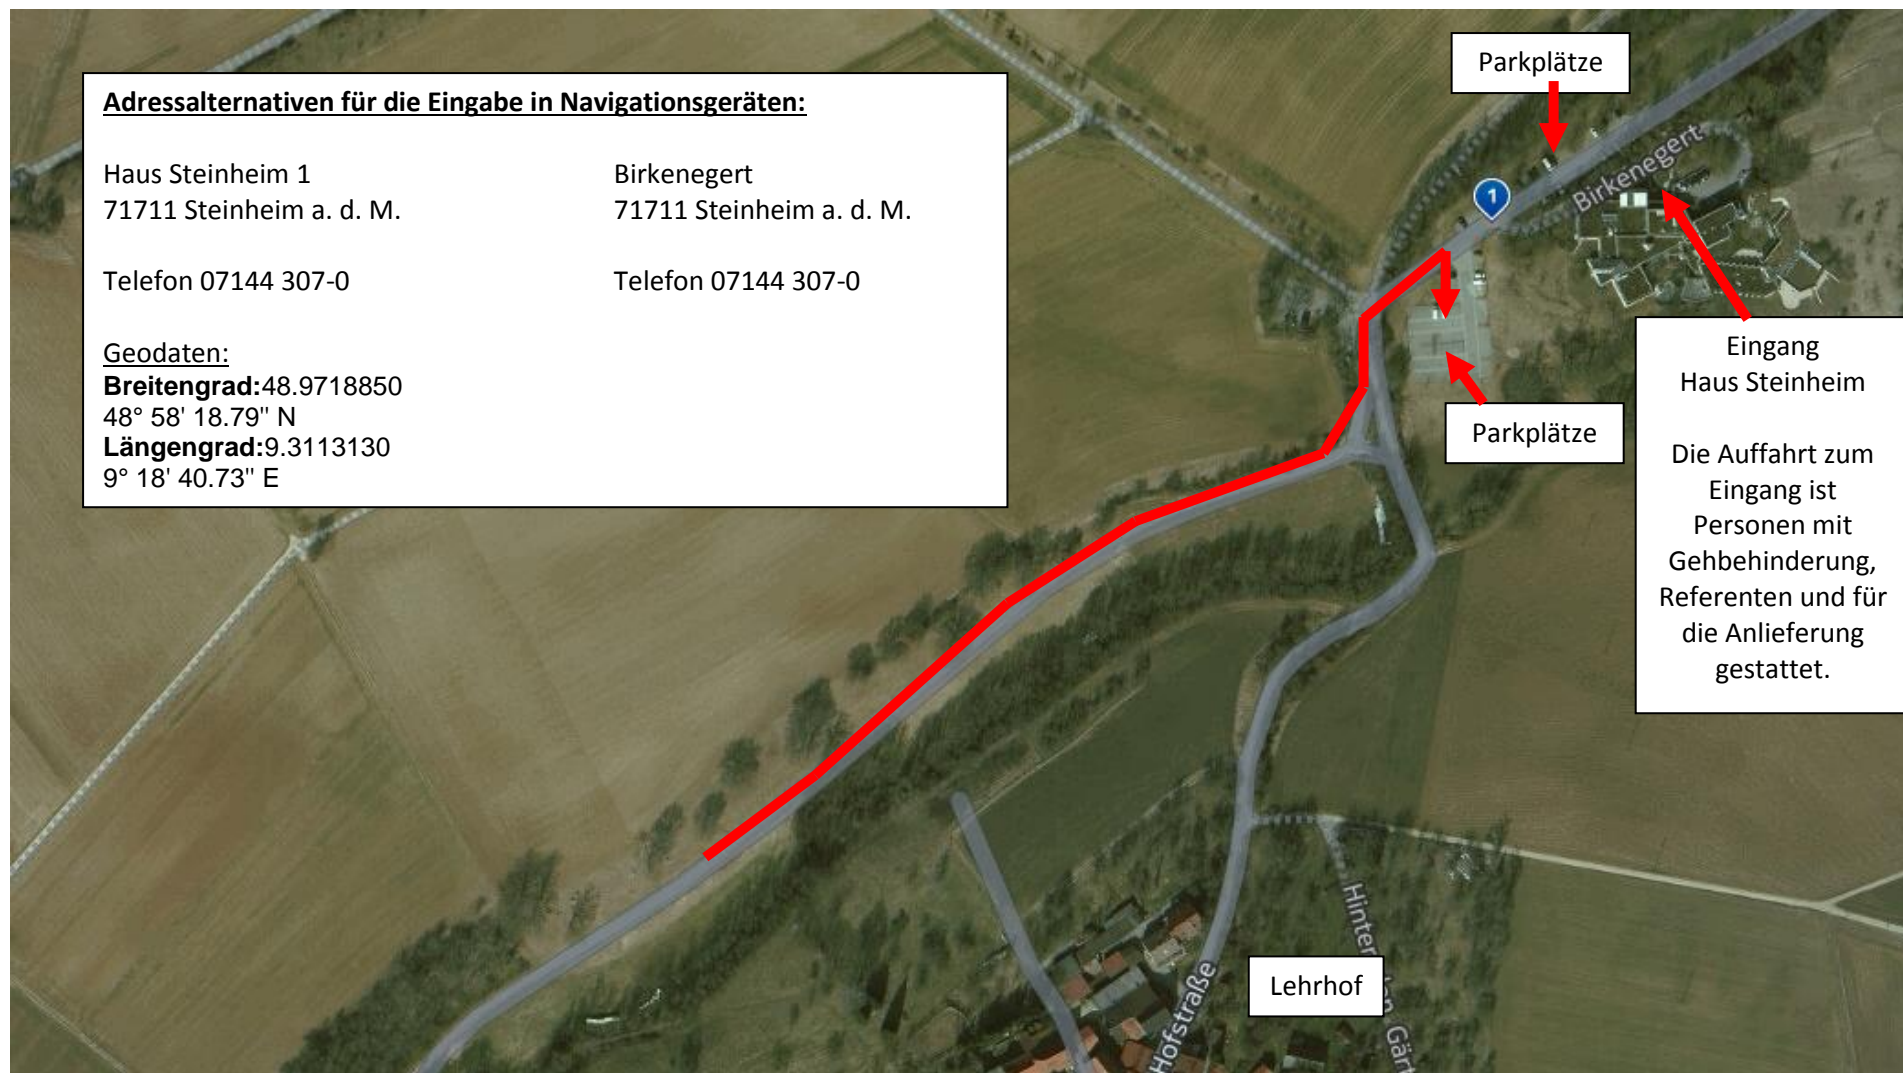 Adressalternativen für die Eingabe in Navigationsgeräten:
Haus Steinheim 1
71711 Steinheim a. d. M.
Telefon 07144 307-0
Birkenegert
71711 Steinheim a. d. M.
Telefon 07144 307-0
Geodaten:
Breitengrad:48.9718850
48° 58' 18.79'' N
Längengrad:9.3113130
9° 18' 40.73'' E
Parkplätze
1
Birkenegert
Parkplätze
Eingang
Haus Steinheim
Die Auffahrt zum
Eingang ist
Personen mit
Gehbehinderung,
Referenten und für
die Anlieferung
gestattet.
Hofstraße
Lehrhof